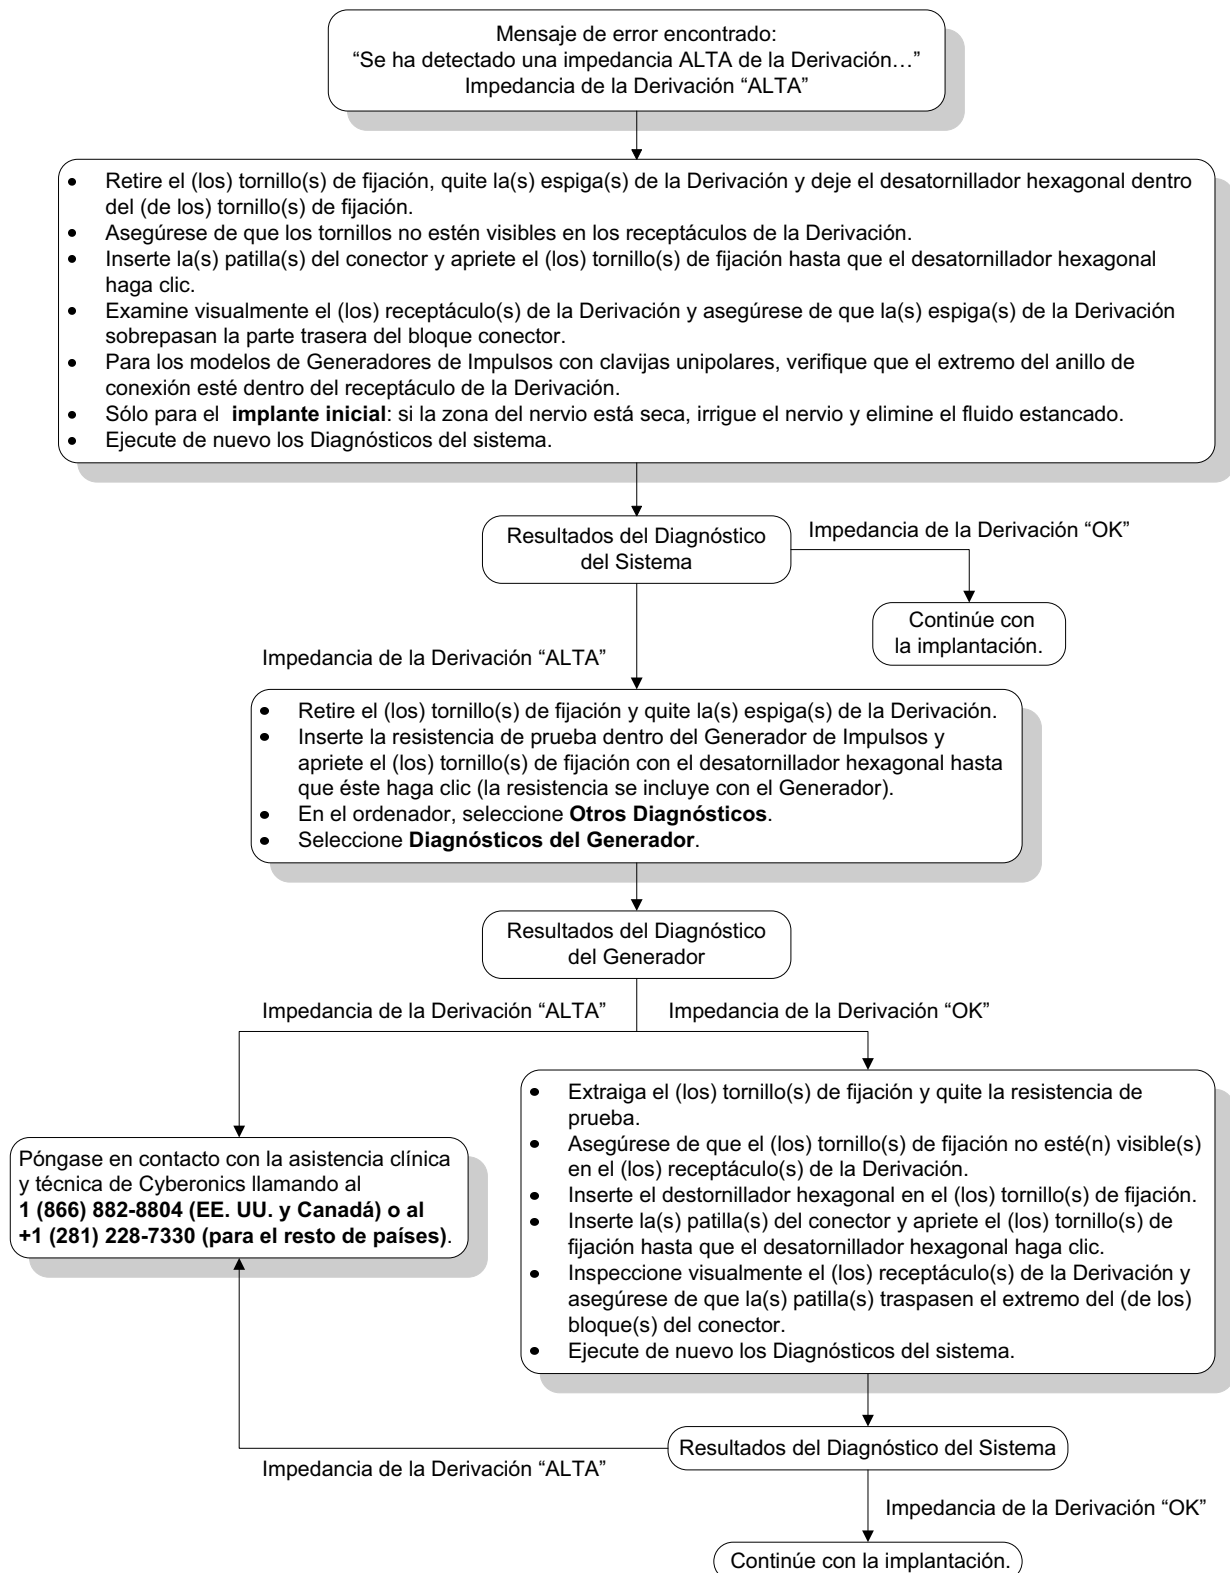 Mensaje de error encontrado:
“Se ha detectado una impedancia ALTA de la Derivación…”
Impedancia de la Derivación “ALTA”
• Retire el (los) tornillo(s) de fijación, quite la(s) espiga(s) de la Derivación y deje el desatornillador hexagonal dentro
del (de los) tornillo(s) de fijación.
• Asegúrese de que los tornillos no estén visibles en los receptáculos de la Derivación.
• Inserte la(s) patilla(s) del conector y apriete el (los) tornillo(s) de fijación hasta que el desatornillador hexagonal
haga clic.
• Examine visualmente el (los) receptáculo(s) de la Derivación y asegúrese de que la(s) espiga(s) de la Derivación
sobrepasan la parte trasera del bloque conector.
• Para los modelos de Generadores de Impulsos con clavijas unipolares, verifique que el extremo del anillo de
conexión esté dentro del receptáculo de la Derivación.
• Sólo para el implante inicial: si la zona del nervio está seca, irrigue el nervio y elimine el fluido estancado.
• Ejecute de nuevo los Diagnósticos del sistema.
Resultados del Diagnóstico
del Sistema
Impedancia de la Derivación “OK”
Continúe con
la implantación.
Impedancia de la Derivación “ALTA”
• Retire el (los) tornillo(s) de fijación y quite la(s) espiga(s) de la Derivación.
• Inserte la resistencia de prueba dentro del Generador de Impulsos y
apriete el (los) tornillo(s) de fijación con el desatornillador hexagonal hasta
que éste haga clic (la resistencia se incluye con el Generador).
• En el ordenador, seleccione Otros Diagnósticos.
• Seleccione Diagnósticos del Generador.
Resultados del Diagnóstico
del Generador
Impedancia de la Derivación “ALTA”
Impedancia de la Derivación “OK”
• Extraiga el (los) tornillo(s) de fijación y quite la resistencia de
prueba.
• Asegúrese de que el (los) tornillo(s) de fijación no esté(n) visible(s)
en el (los) receptáculo(s) de la Derivación.
• Inserte el destornillador hexagonal en el (los) tornillo(s) de fijación.
• Inserte la(s) patilla(s) del conector y apriete el (los) tornillo(s) de
fijación hasta que el desatornillador hexagonal haga clic.
• Inspeccione visualmente el (los) receptáculo(s) de la Derivación y
asegúrese de que la(s) patilla(s) traspasen el extremo del (de los)
bloque(s) del conector.
• Ejecute de nuevo los Diagnósticos del sistema.
Póngase en contacto con la asistencia clínica
y técnica de Cyberonics llamando al
1 (866) 882-8804 (EE. UU. y Canadá) o al
+1 (281) 228-7330 (para el resto de países).
Resultados del Diagnóstico del Sistema
Impedancia de la Derivación “ALTA”
Impedancia de la Derivación “OK”
Continúe con la implantación.